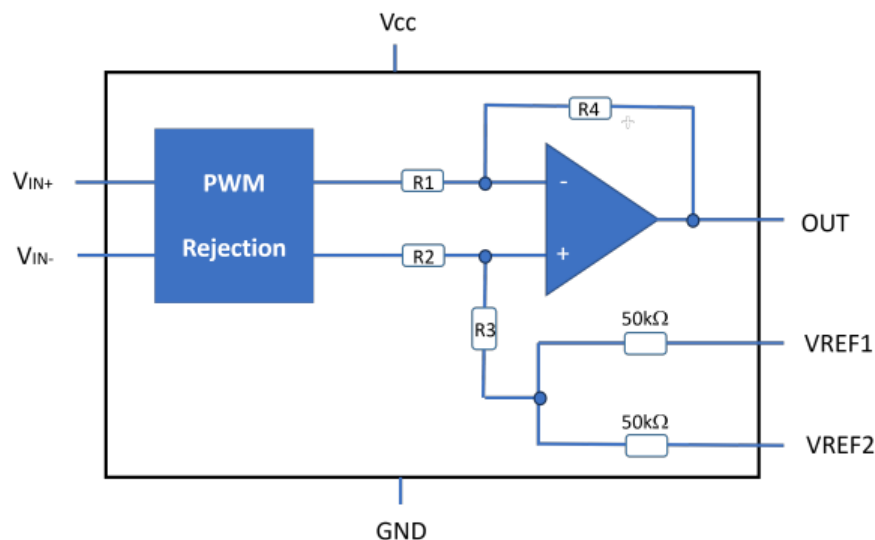 Vcc
R4
VIN+
PWM
R1
-
Rejection
OUT
VIN-
R2
+
R3
50kΩ
VREF1
50kΩ
VREF2
GND